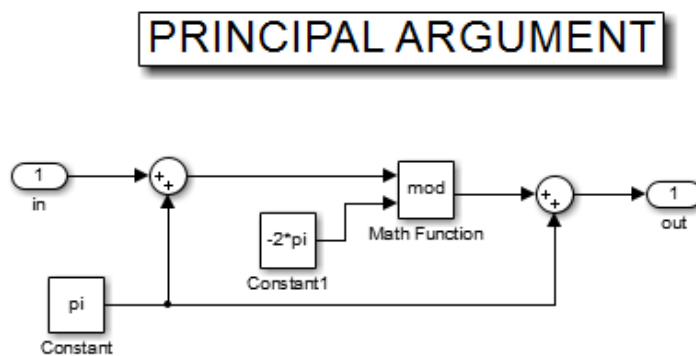 PRINCIPAL ARGUMENT
1
in
+
+
mod
Math Function
-2*pi
Constant1
+
+
1
out
pi
Constant